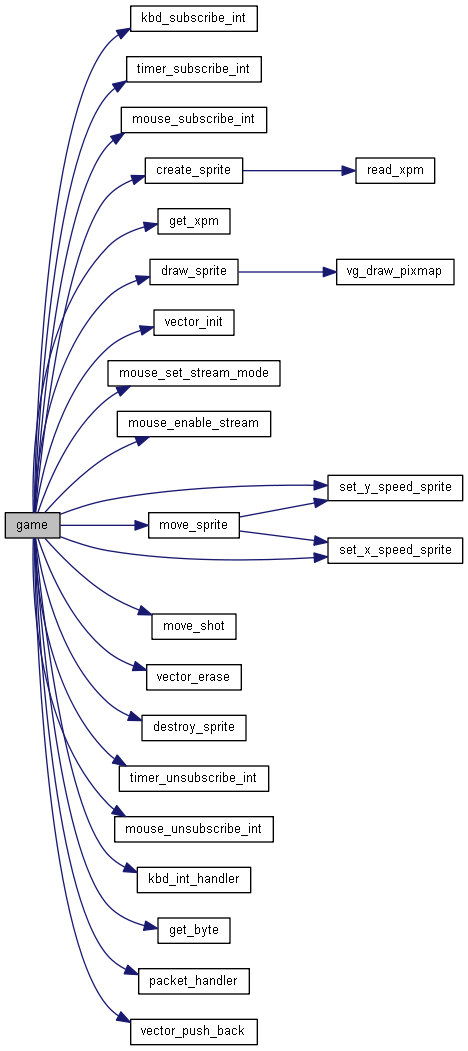 kbd_subscribe_int
timer_subscribe_int
mouse_subscribe_int
create_sprite
read_xpm
get_xpm
draw_sprite
vg_draw_pixmap
vector_init
mouse_set_stream_mode
mouse_enable_stream
set_y_speed_sprite
game
move_sprite
set_x_speed_sprite
move_shot
vector_erase
destroy_sprite
timer_unsubscribe_int
mouse_unsubscribe_int
kbd_int_handler
get_byte
packet_handler
vector_push_back